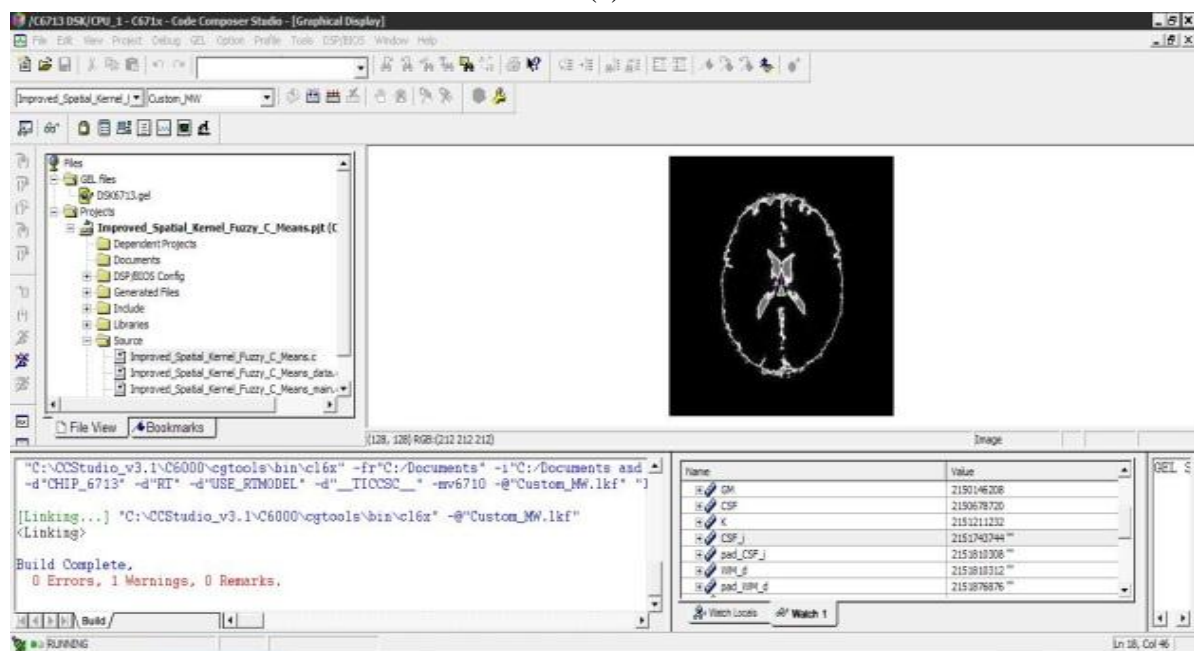 /C6713 DSK/CPU_1 - C671x - Code Composer Studio - [Graphical Display]
File Edit View Project Debug GEL Option Profile Tools DSP/BIOS Window Help
Improved_Spatial_Kernel_ Custom_MW
Files
GEL files
DSK6713.gel
Projects
Improved_Spatial_Kernel_Fuzzy_C_Means.pjt (C
Dependent Projects
Documents
DSP/BIOS Config
Generated Files
Include
Libraries
Source
Improved_Spatial_Kernel_Fuzzy_C_Means.c
Improved_Spatial_Kernel_Fuzzy_C_Means_data.
Improved_Spatial_Kernel_Fuzzy_C_Means_main.
File View Bookmarks
(128, 128) RGB:(212 212 212) Image
"C:\CCStudio_v3.1\C6000\cgtools\bin\cl6x" -fr"C:/Documents" -i"C:/Documents and
-d"CHIP_6713" -d"RT" -d"USE_RTMODEL" -d"__TICCSC__" -mv6710 -@"Custom_MW.lkf"
[Linking...] "C:\CCStudio_v3.1\C6000\cgtools\bin\cl6x" -@"Custom_MW.lkf"
<Linking>
Build Complete,
0 Errors, 1 Warnings, 0 Remarks.
Build
Name Value
GM 2150146208
CSF 2150678720
K 2151211232
CSF_j 2151743744
pad_CSF_j 2151810308
WM_d 2151810312
pad_WM_d 2151876876
Watch Locals Watch 1
GEL S
RUNNING
Ln 18, Col 46